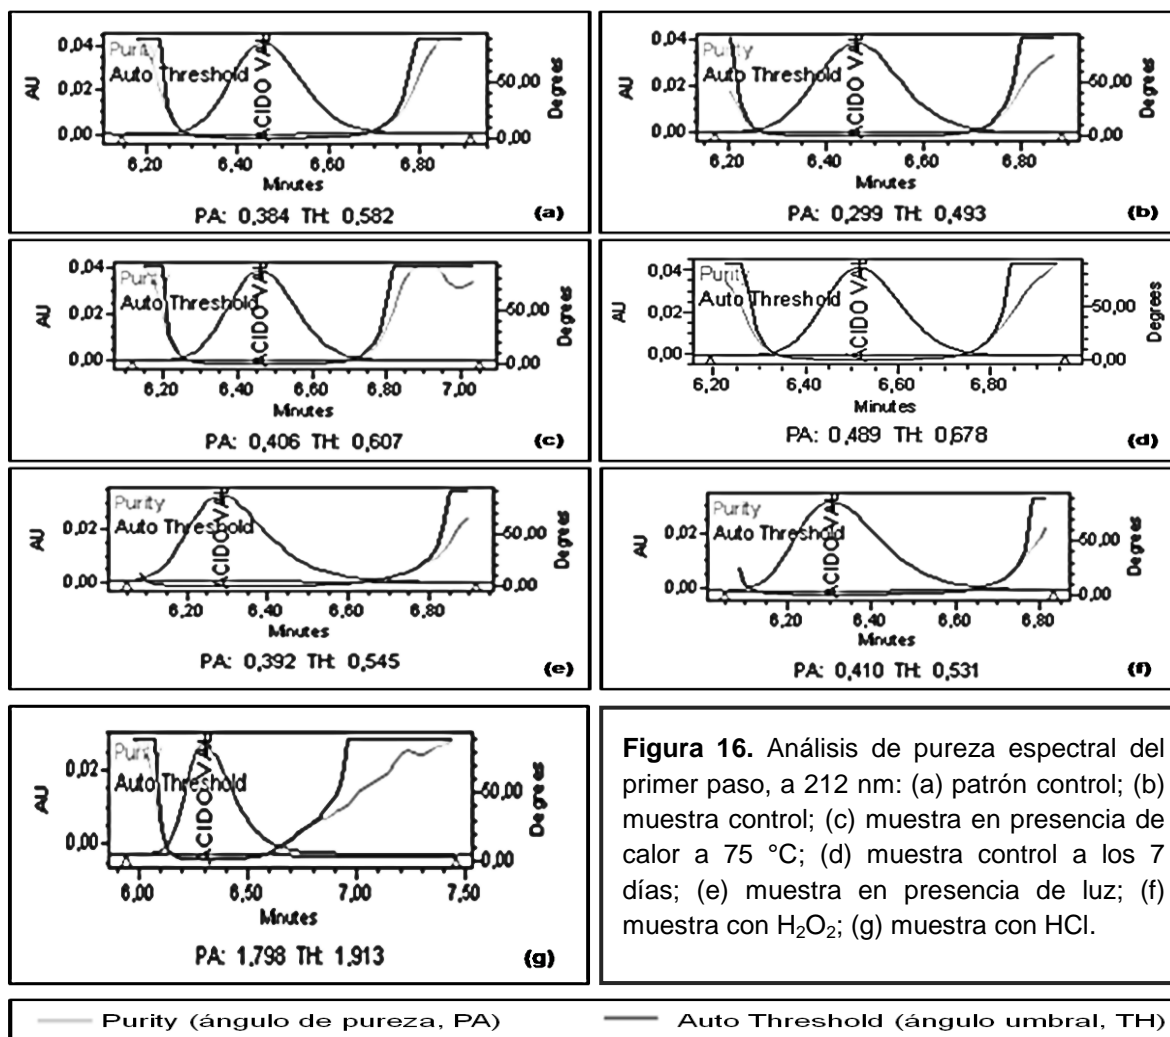 0,04
0,02
0,00
AU
Purity
Auto Threshold
ACIDO VAL
50,00
0,00
Degrees
6,20 6,40 6,60 6,80
Minutes
PA: 0,384 TH: 0,582
(a)
0,04
0,02
0,00
AU
Purity
Auto Threshold
ACIDO VAL
50,00
0,00
Degrees
6,20 6,40 6,60 6,80
Minutes
PA: 0,299 TH: 0,493
(b)
0,04
0,02
0,00
AU
Purity
Auto Threshold
ACIDO VAL
50,00
0,00
Degrees
6,20 6,40 6,60 6,80 7,00
Minutes
PA: 0,406 TH: 0,607
(c)
0,04
0,02
0,00
AU
Purity
Auto Threshold
ACIDO VAL
50,00
0,00
Degrees
6,20 6,40 6,60 6,80
Minutes
PA: 0,489 TH: 0,678
(d)
0,02
0,00
AU
Purity
Auto Threshold
ACIDO VAL
50,00
0,00
Degrees
6,20 6,40 6,60 6,80
Minutes
PA: 0,392 TH: 0,545
(e)
0,02
0,00
AU
Purity
Auto Threshold
ACIDO VAL
50,00
0,00
Degrees
6,20 6,40 6,60 6,80
Minutes
PA: 0,410 TH: 0,531
(f)
0,02
0,00
AU
Purity
Auto Threshold
ACIDO VAL
50,00
0,00
Degrees
6,00 6,50 7,00 7,50
Minutes
PA: 1,798 TH: 1,913
(g)
Figura 16. Análisis de pureza espectral del
primer paso, a 212 nm: (a) patrón control; (b)
muestra control; (c) muestra en presencia de
calor a 75 °C; (d) muestra control a los 7
días; (e) muestra en presencia de luz; (f)
muestra con H₂O₂; (g) muestra con HCl.
Purity (ángulo de pureza, PA)
Auto Threshold (ángulo umbral, TH)